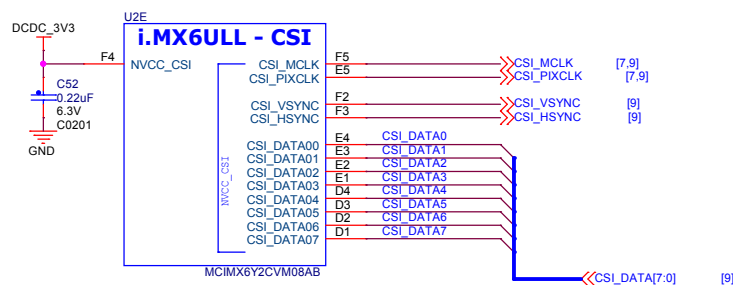 U2E
DCDC_3V3
i.MX6ULL - CSI
F4
NVCC_CSI
CSI_MCLK
F5
CSI_MCLK
[7,9]
CSI_PIXCLK
E5
CSI_PIXCLK
[7,9]
C52
0.22uF
6.3V
C0201
GND
CSI_VSYNC
F2
CSI_VSYNC
[9]
CSI_HSYNC
F3
CSI_HSYNC
[9]
NVCC_CSI
CSI_DATA00
E4
CSI_DATA0
CSI_DATA01
E3
CSI_DATA1
CSI_DATA02
E2
CSI_DATA2
CSI_DATA03
E1
CSI_DATA3
CSI_DATA04
D4
CSI_DATA4
CSI_DATA05
D3
CSI_DATA5
CSI_DATA06
D2
CSI_DATA6
CSI_DATA07
D1
CSI_DATA7
MCIMX6Y2CVM08AB
CSI_DATA[7:0]
[9]